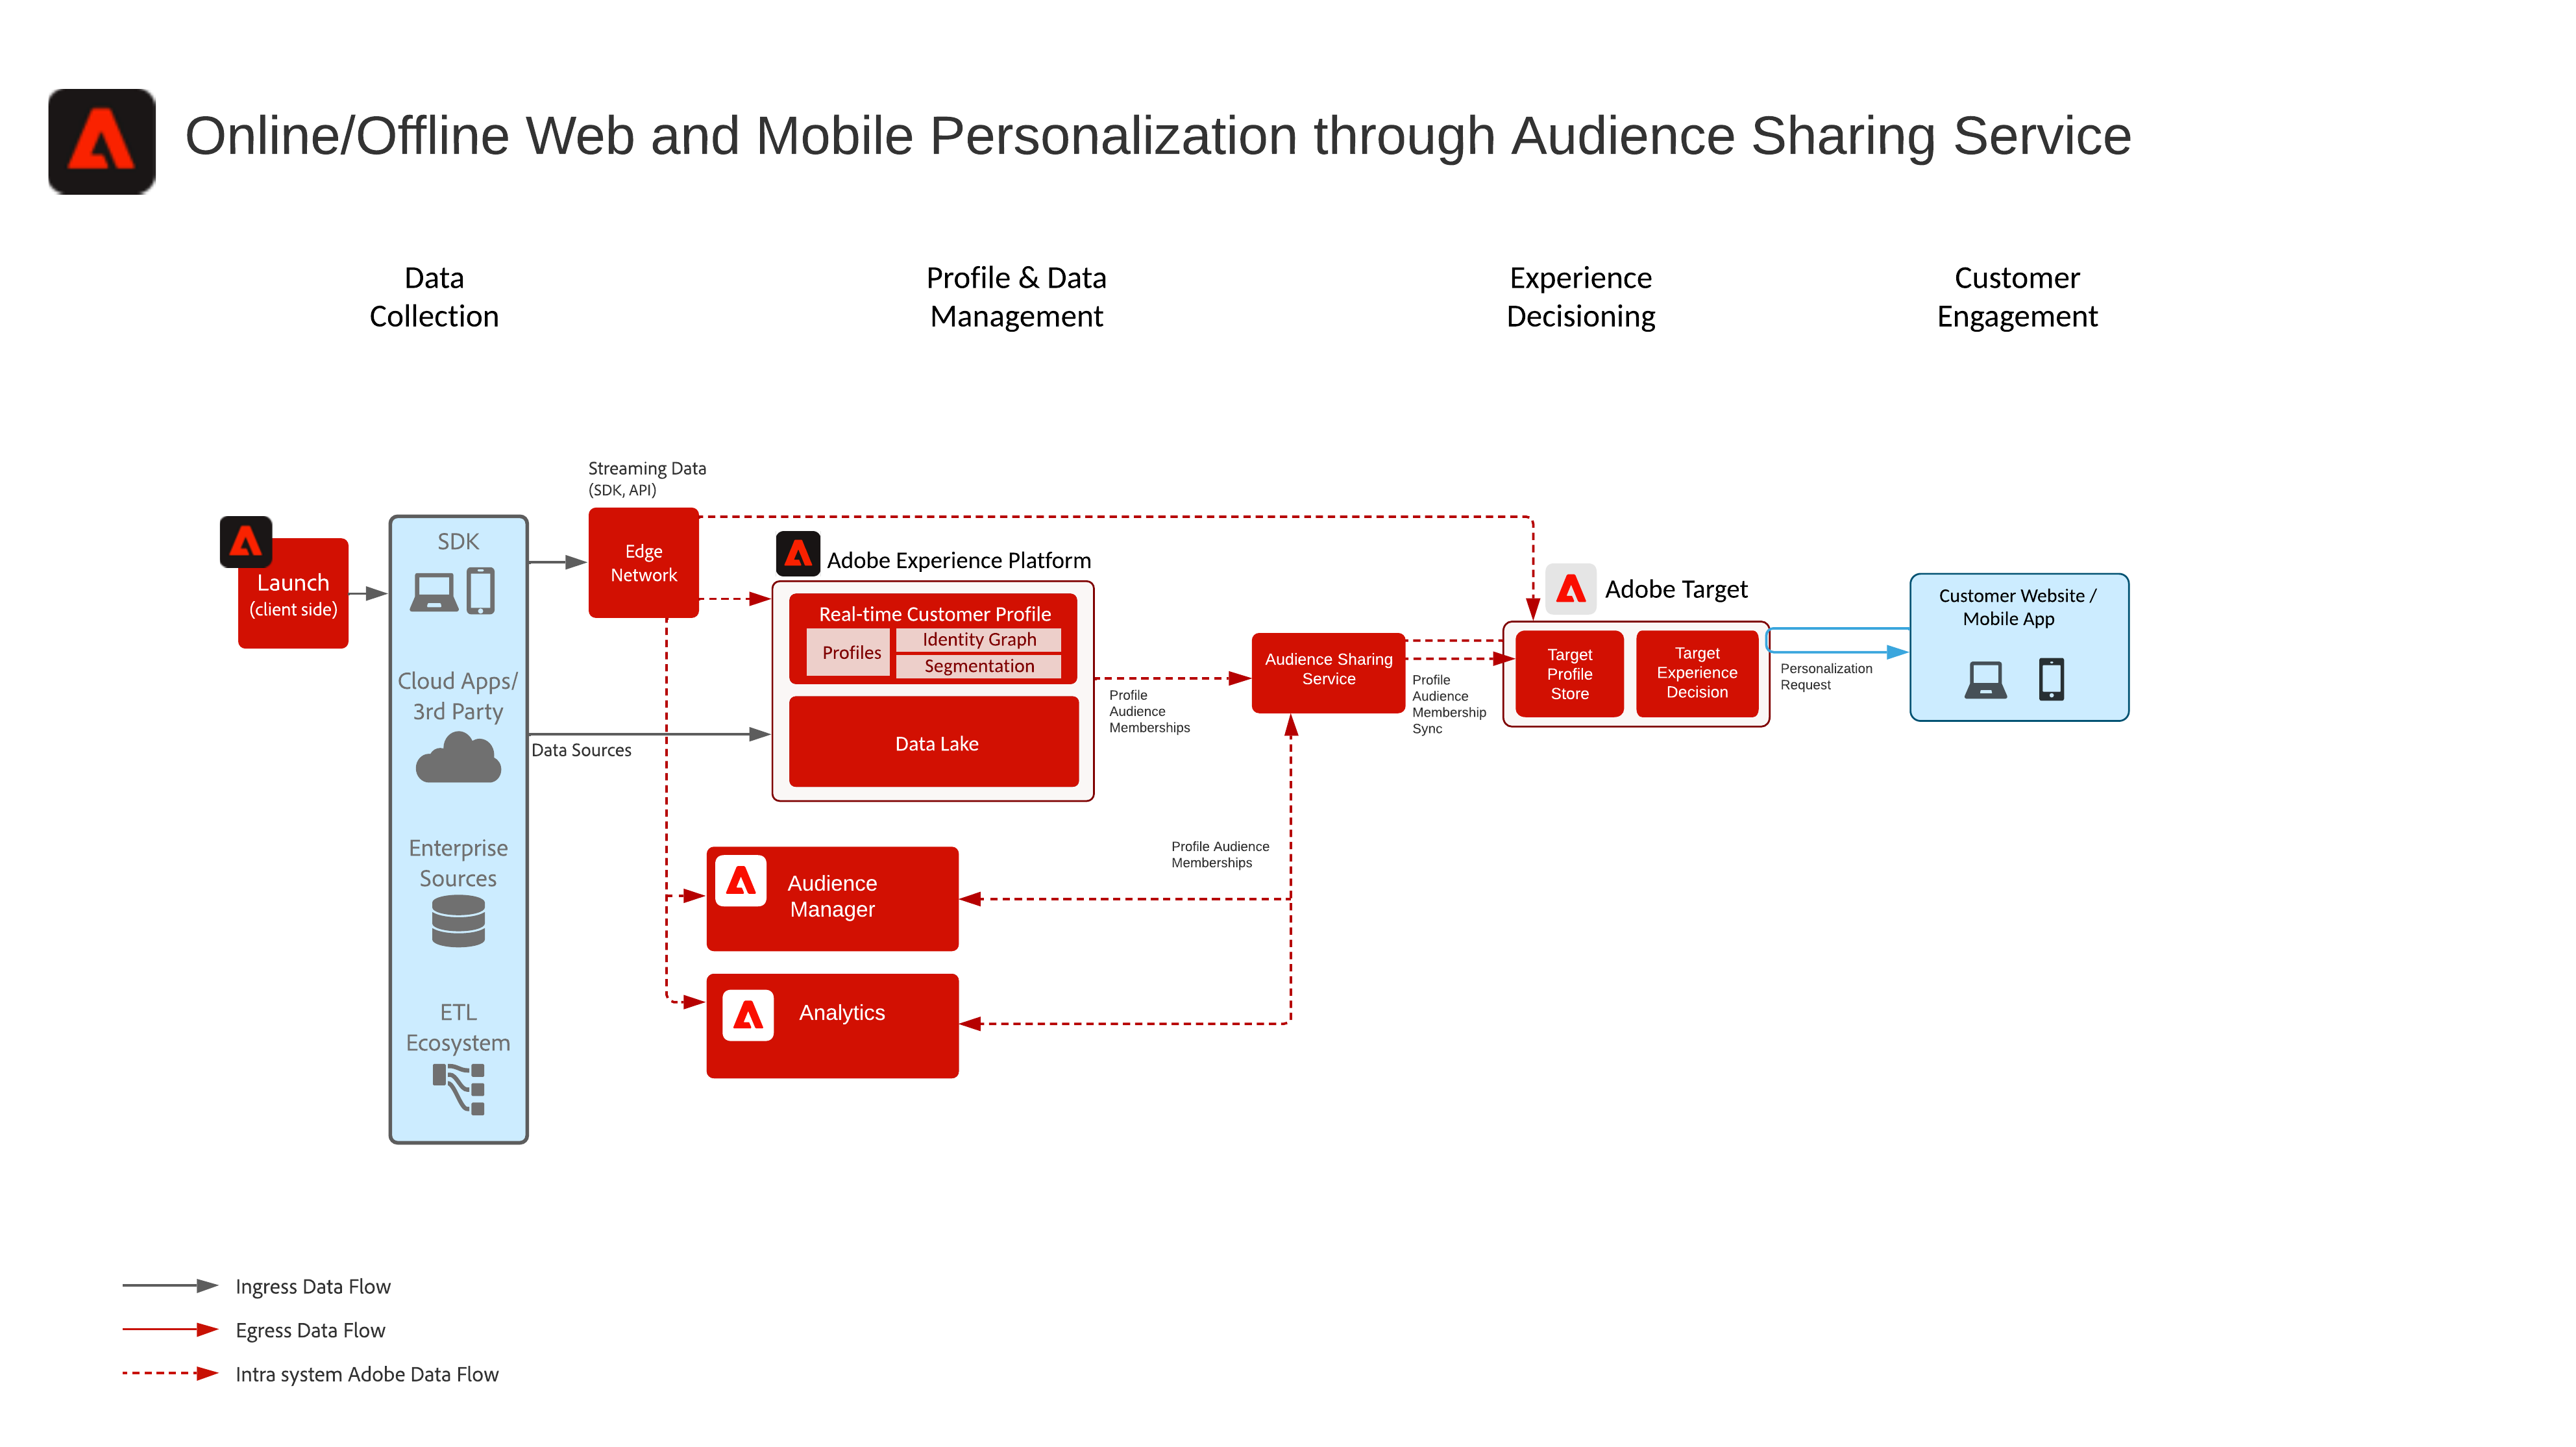 Online/Offline Web and Mobile Personalization through Audience Sharing Service
Data
Collection
Profile & Data
Management
Experience
Decisioning
Customer
Engagement
Launch
(client side)
SDK
Cloud Apps/
3rd Party
Enterprise
Sources
ETL
Ecosystem
Streaming Data
(SDK, API)
Edge
Network
Data Sources
Adobe Experience Platform
Real-time Customer Profile
Profiles
Identity Graph
Segmentation
Data Lake
Profile
Audience
Memberships
Audience
Manager
Analytics
Profile Audience
Memberships
Audience Sharing
Service
Profile
Audience
Membership
Sync
Adobe Target
Target
Profile
Store
Target
Experience
Decision
Personalization
Request
Customer Website /
Mobile App
Ingress Data Flow
Egress Data Flow
Intra system Adobe Data Flow